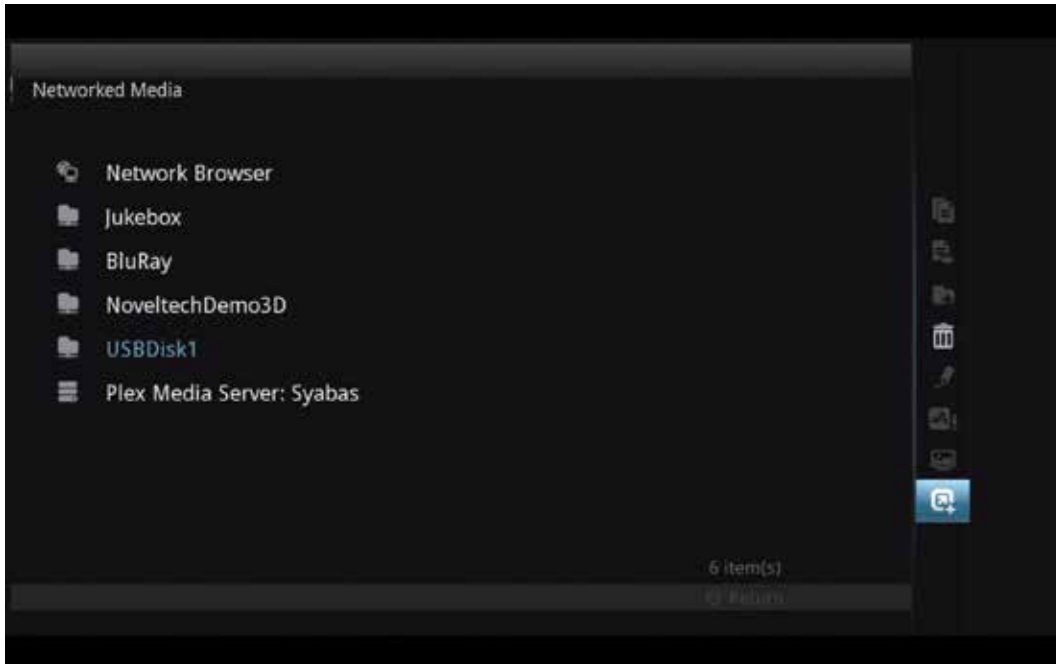 Networked Media
Network Browser
Jukebox
BluRay
NoveltechDemo3D
USBDisk1
Plex Media Server: Syabas
6 item(s)
Return